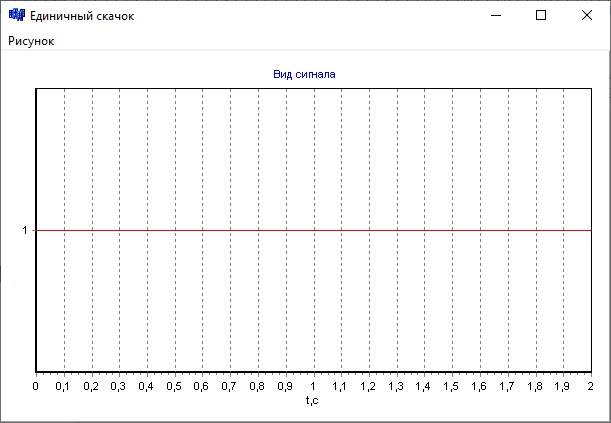 Единичный скачок
Рисунок
Вид сигнала
1
0 0,1 0,2 0,3 0,4 0,5 0,6 0,7 0,8 0,9 1 1,1 1,2 1,3 1,4 1,5 1,6 1,7 1,8 1,9 2
t,c